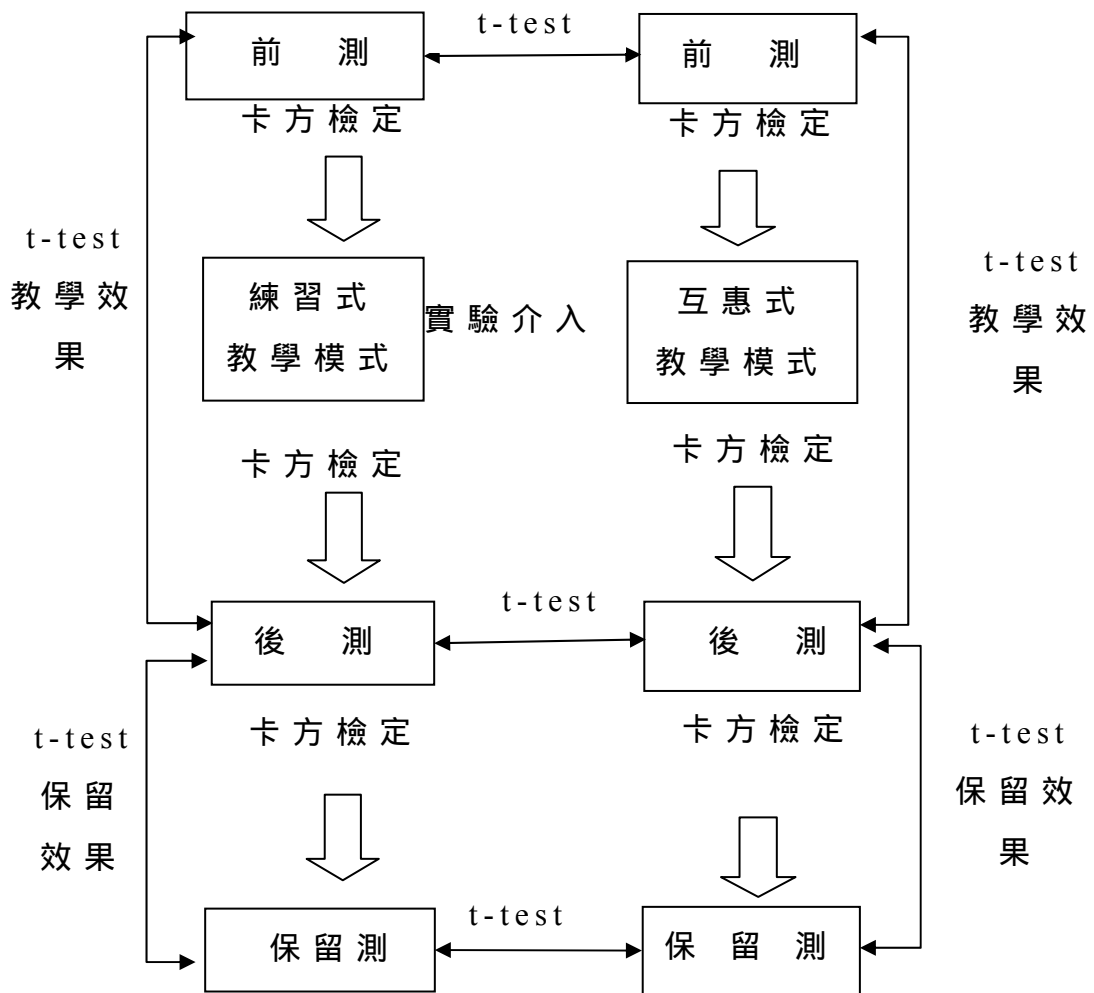 t-test
前 測
前 測
卡方檢定
卡方檢定
t-test
教學效
果
t-test
教學效
果
練習式
教學模式
實驗介入
互惠式
教學模式
卡方檢定
卡方檢定
t-test
後 測
後 測
卡方檢定
卡方檢定
t-test
保留
效果
t-test
保留效
果
t-test
保留測
保 留 測